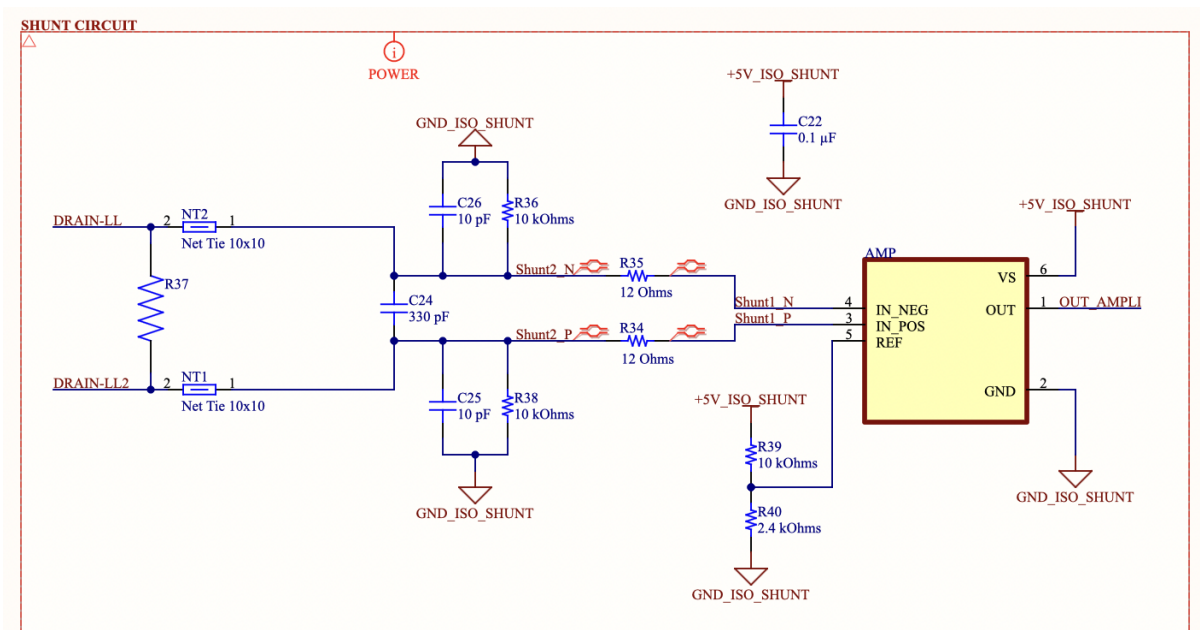 SHUNT CIRCUIT
i
POWER
+5V_ISO_SHUNT
GND_ISO_SHUNT
C22
0.1 µF
C26
10 pF
R36
10 kOhms
GND_ISO_SHUNT
+5V_ISO_SHUNT
DRAIN-LL
2
NT2
1
Net Tie 10x10
AMP
Shunt2_N
R35
12 Ohms
VS
6
R37
C24
330 pF
Shunt1_N
4
IN_NEG
OUT
1
OUT_AMPLI
Shunt1_P
3
IN_POS
Shunt2_P
R34
12 Ohms
5
REF
DRAIN-LL2
2
NT1
1
Net Tie 10x10
GND
2
C25
10 pF
R38
10 kOhms
+5V_ISO_SHUNT
R39
10 kOhms
GND_ISO_SHUNT
GND_ISO_SHUNT
R40
2.4 kOhms
GND_ISO_SHUNT